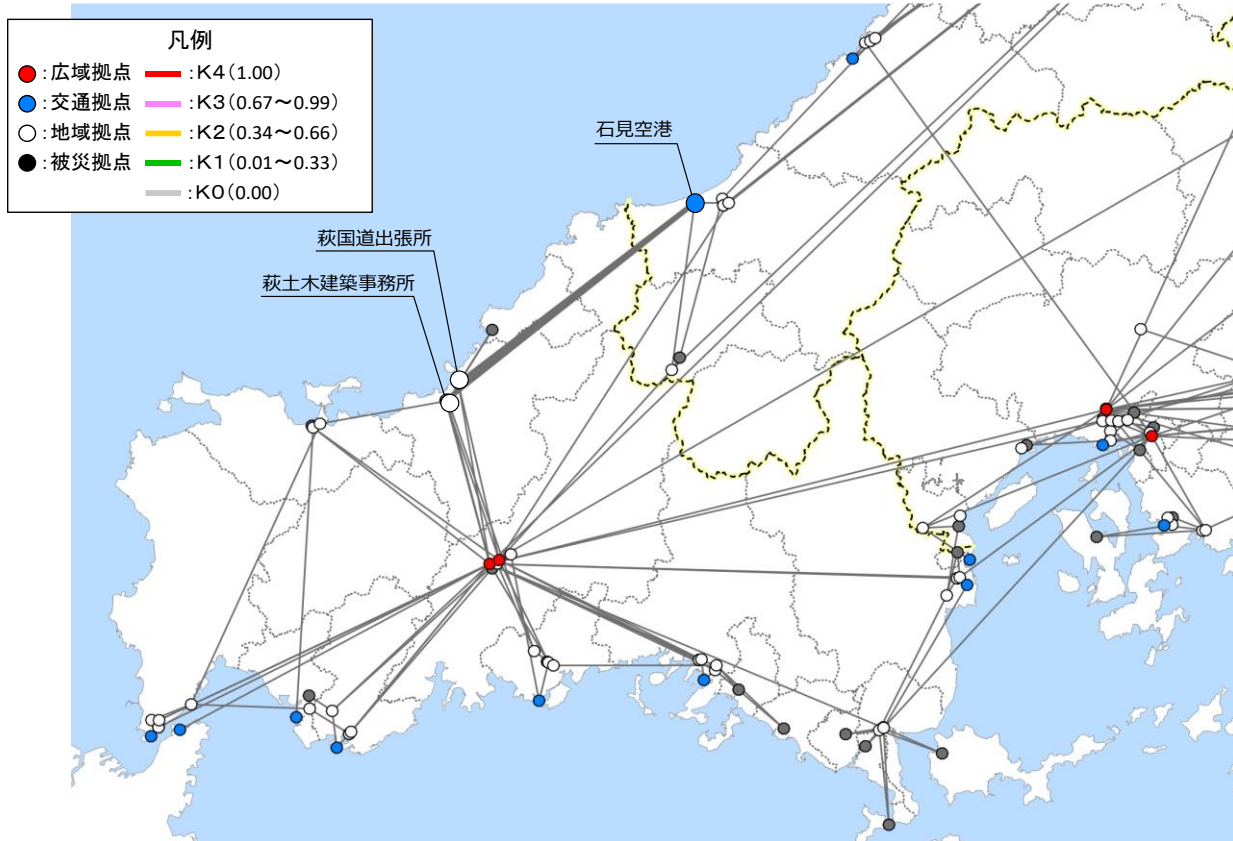 凡例
：広域拠点 ：K4（1.00）
：交通拠点 ：K3（0.67～0.99）
：地域拠点 ：K2（0.34～0.66）
：被災拠点 ：K1（0.01～0.33）
：K0（0.00）
石見空港
萩国道出張所
萩土木建築事務所